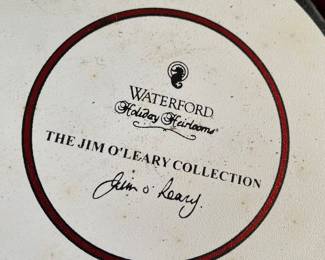 WATERFORD
Holiday Heirlooms®
THE JIM O'LEARY COLLECTION
Jim o' Leary.